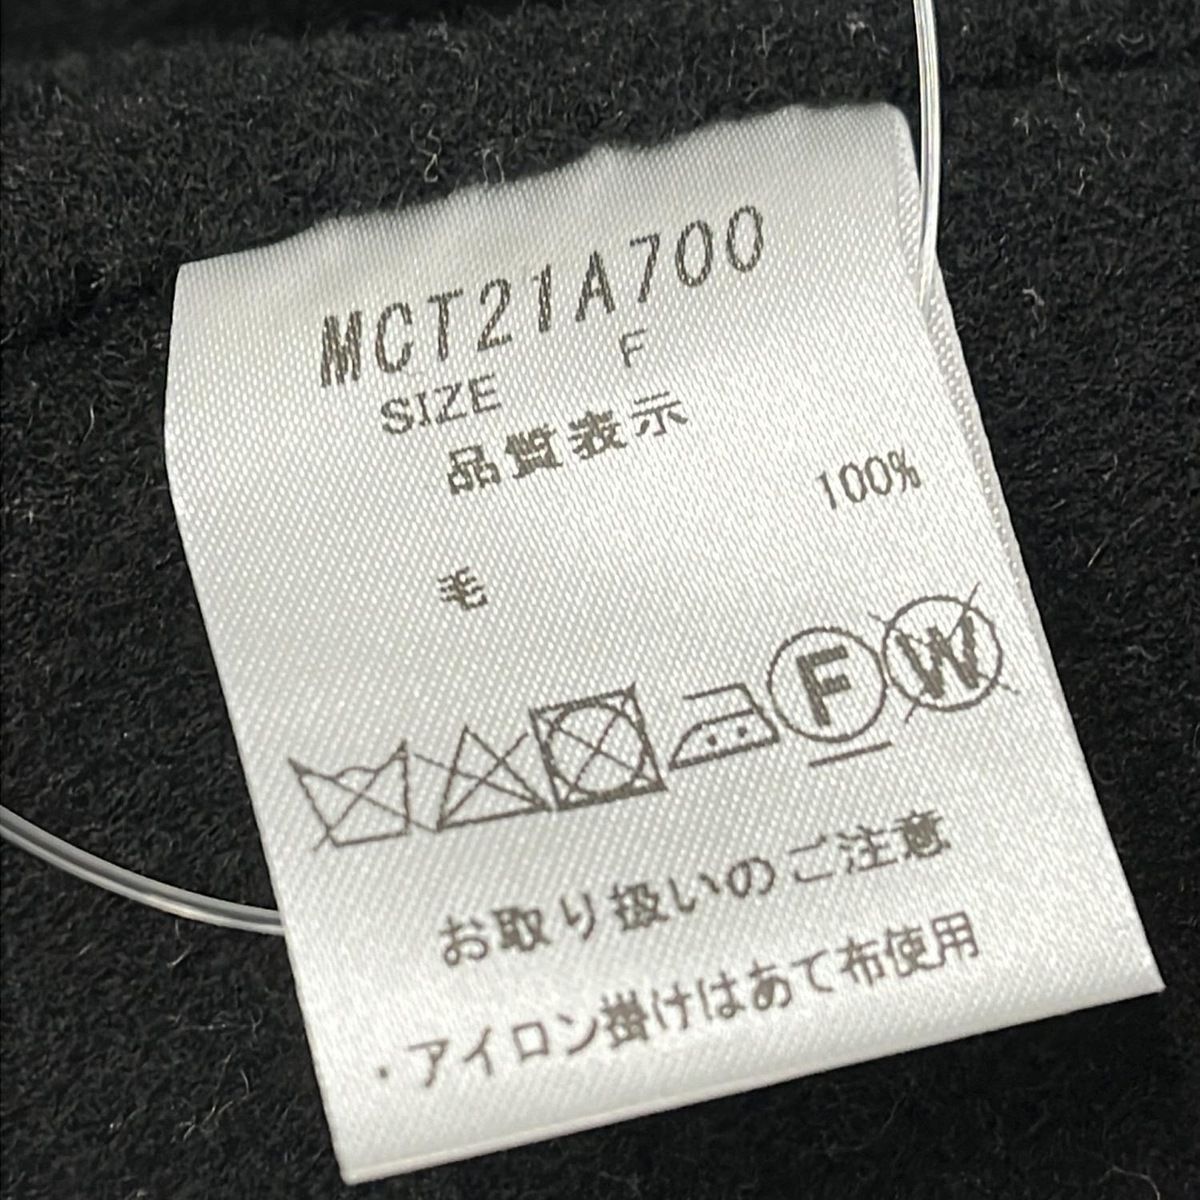 MCT21A700
SIZE F
品質表示
毛 100%
F W
お取り扱いのご注意
・アイロン掛けはあて布使用